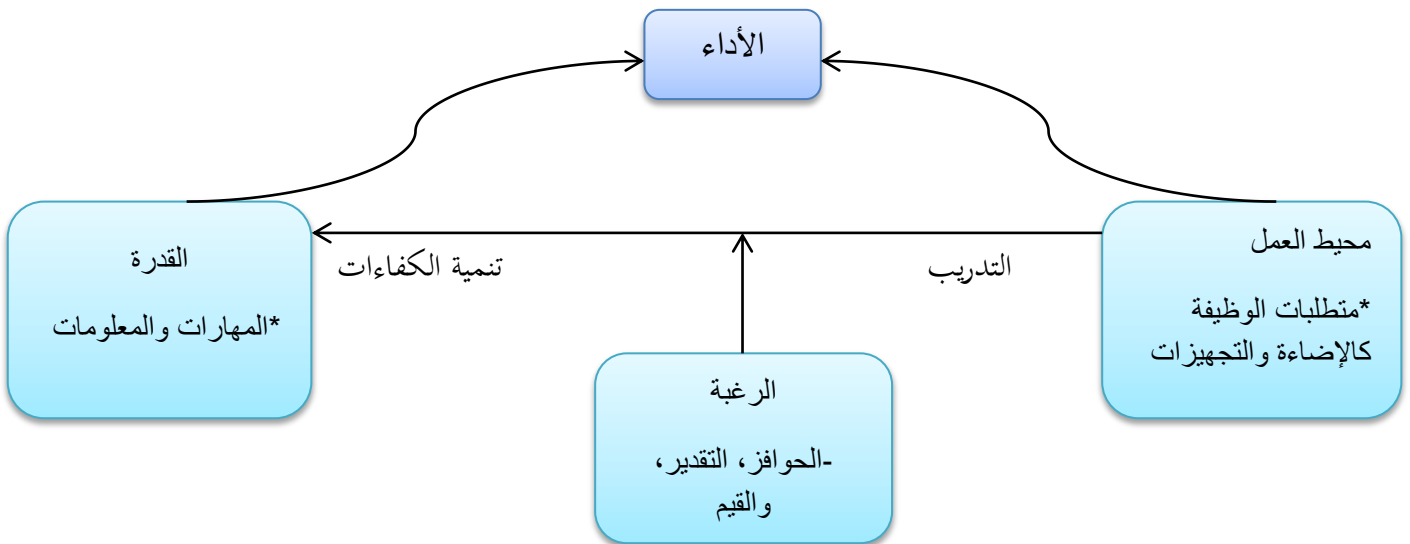 الأداء
محيط العمل
*متطلبات الوظيفة
كالإضاءة والتجهيزات
التدريب
تنمية الكفاءات
القدرة
*المهارات والمعلومات
الرغبة
-الحوافز، التقدير،
والقيم